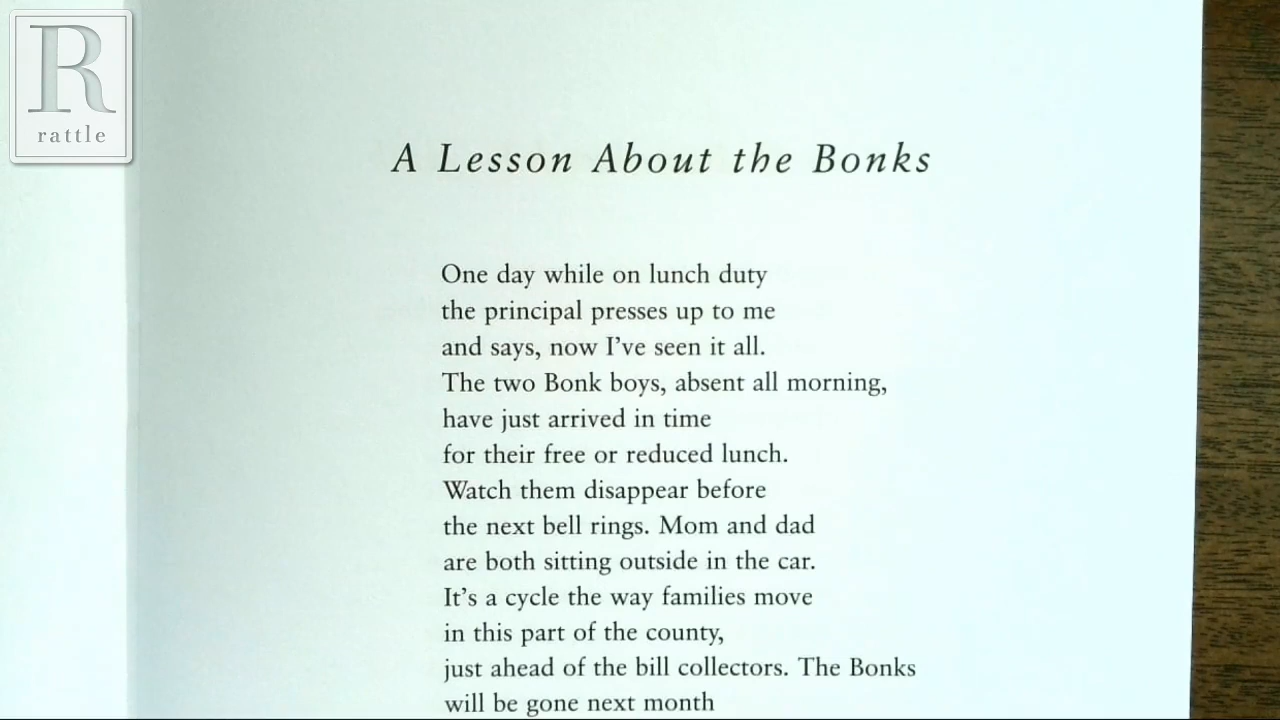 R
rattle
A Lesson About the Bonks
One day while on lunch duty
the principal presses up to me
and says, now I've seen it all.
The two Bonk boys, absent all morning,
have just arrived in time
for their free or reduced lunch.
Watch them disappear before
the next bell rings. Mom and dad
are both sitting outside in the car.
It's a cycle the way families move
in this part of the county,
just ahead of the bill collectors. The Bonks
will be gone next month